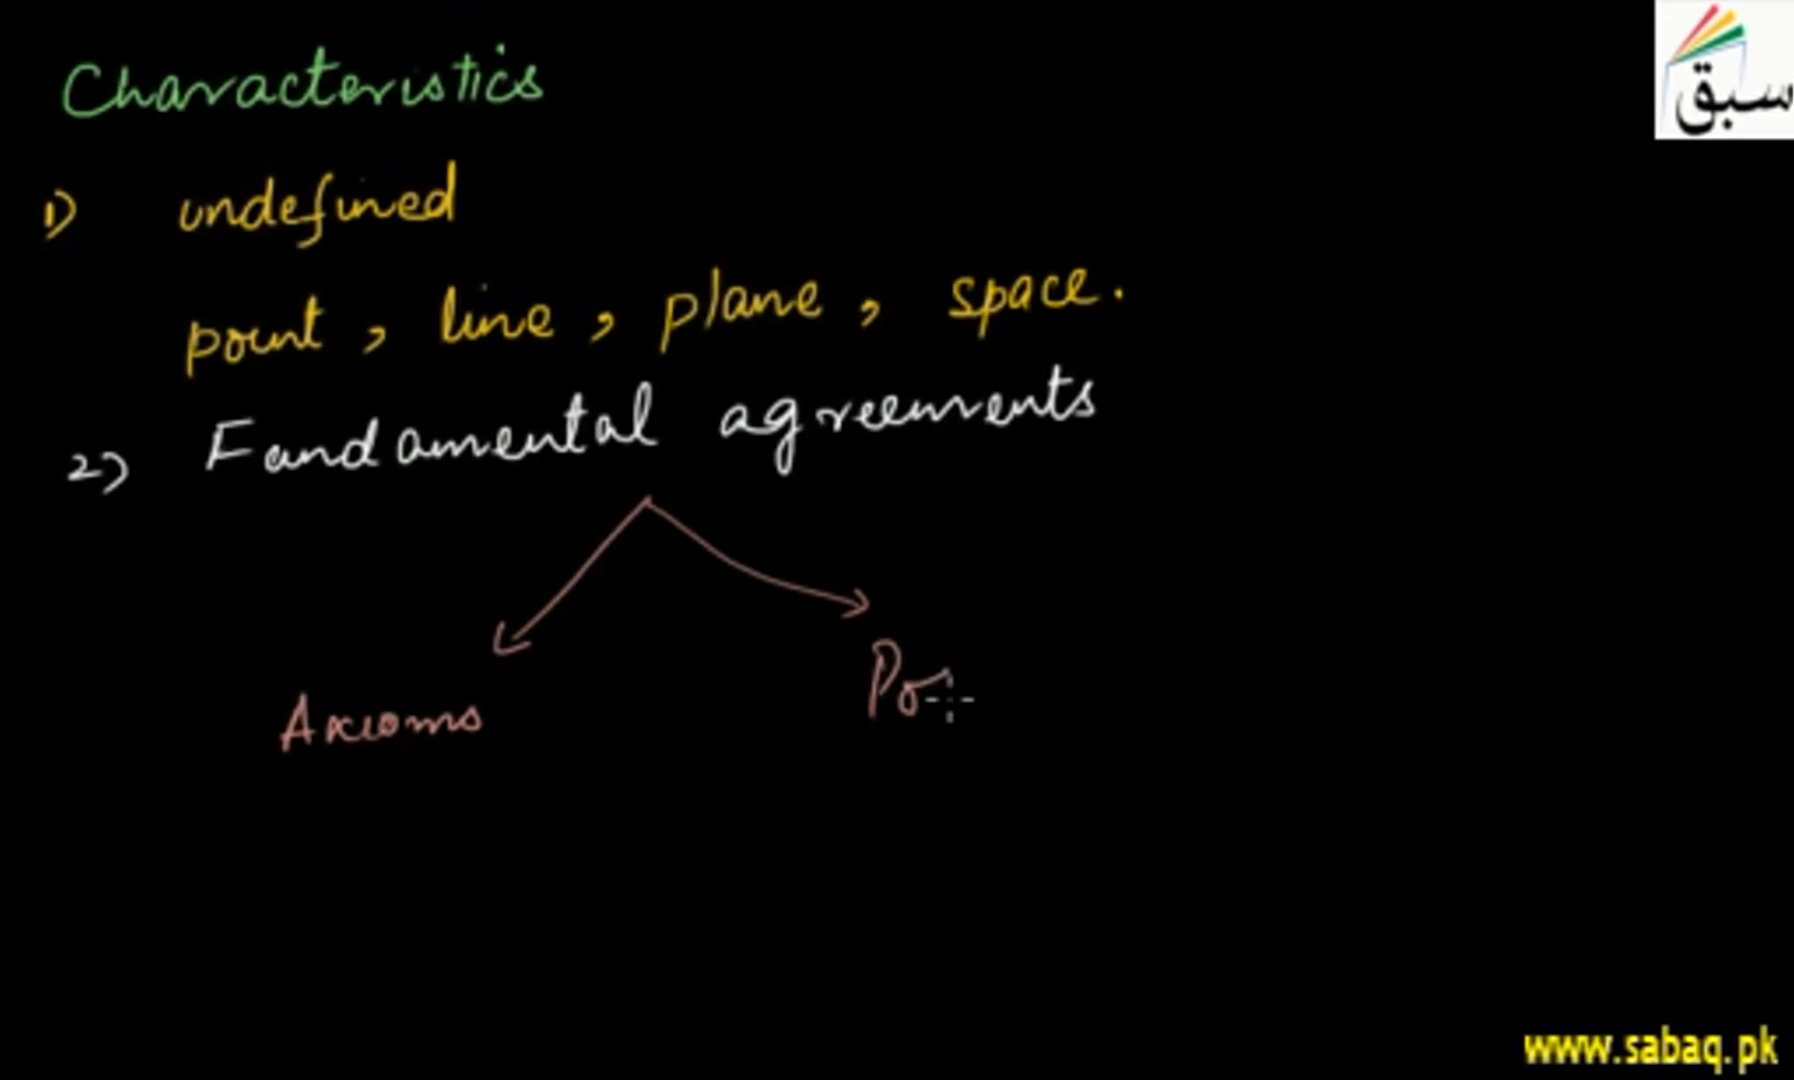 Characteristics
سبق
1) undefined
point, line, plane, space.
2) Fundamental agreements
Axioms
Po
www.sabaq.pk